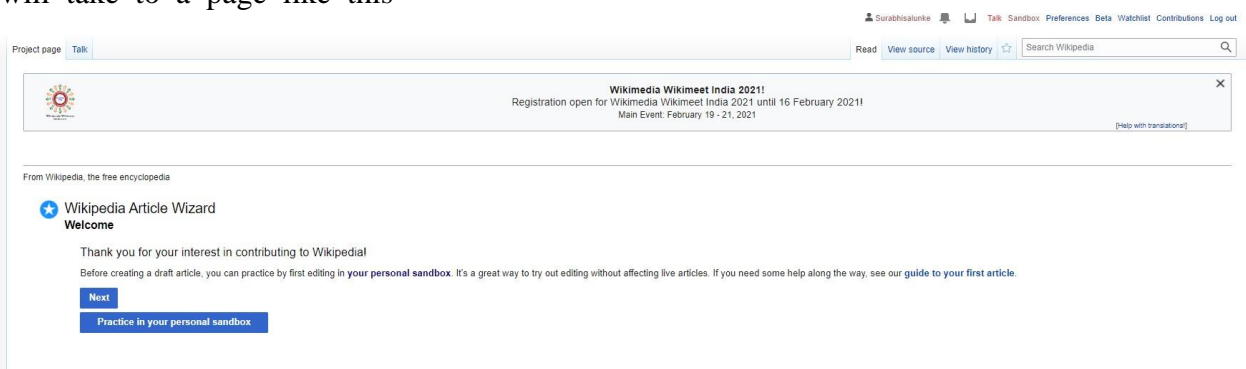 will take to a page like this
Surabhisalunke Talk Sandbox Preferences Beta Watchlist Contributions Log out
Project page Talk Read View source View history Search Wikipedia
Wikimedia Wikimeet India 2021!
Registration open for Wikimedia Wikimeet India 2021 until 16 February 2021!
Main Event: February 19 - 21, 2021
[Help with translations!]
From Wikipedia, the free encyclopedia
Wikipedia Article Wizard
Welcome
Thank you for your interest in contributing to Wikipedia!
Before creating a draft article, you can practice by first editing in your personal sandbox. It's a great way to try out editing without affecting live articles. If you need some help along the way, see our guide to your first article.
Next
Practice in your personal sandbox